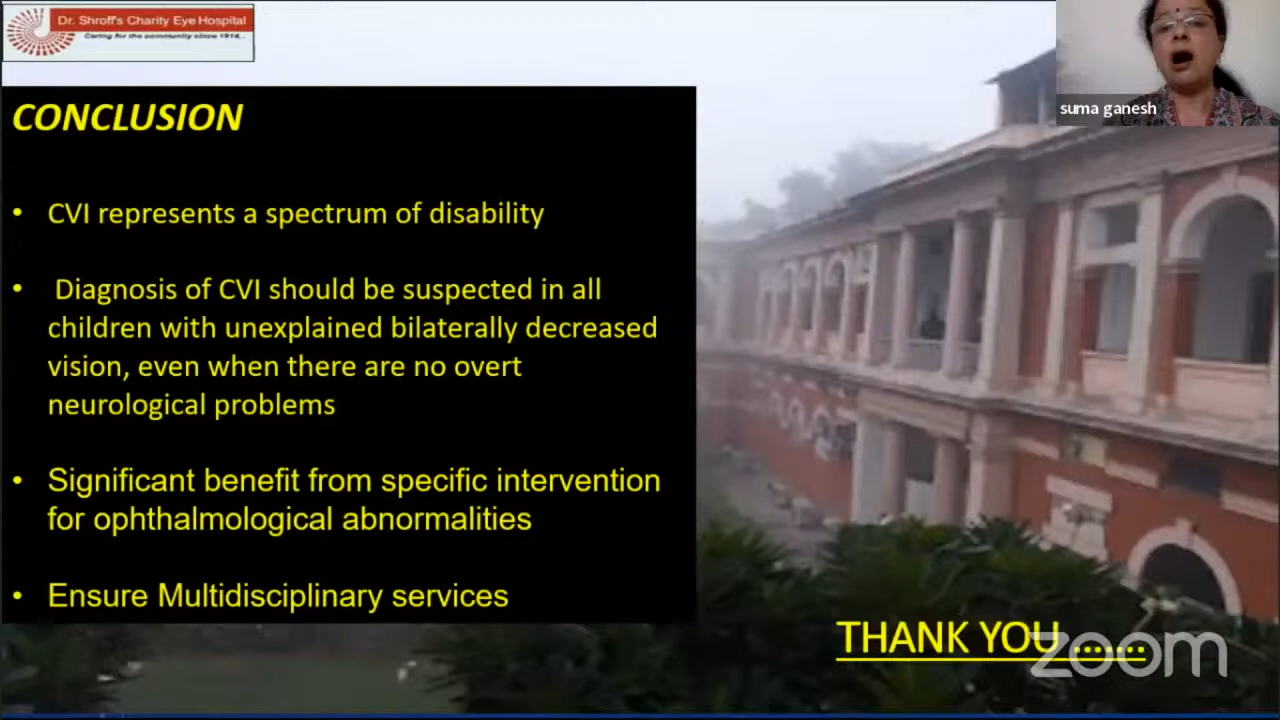 Dr. Shroff's Charity Eye Hospital
Caring for the community since 1914..
suma ganesh
CONCLUSION
• CVI represents a spectrum of disability
• Diagnosis of CVI should be suspected in all
children with unexplained bilaterally decreased
vision, even when there are no overt
neurological problems
• Significant benefit from specific intervention
for ophthalmological abnormalities
• Ensure Multidisciplinary services
THANK YOU.......
zoom